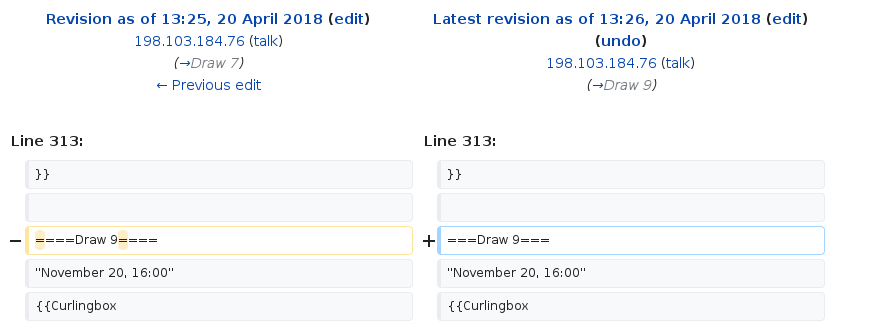 Revision as of 13:25, 20 April 2018 (edit)
198.103.184.76 (talk)
(→Draw 7)
← Previous edit
Latest revision as of 13:26, 20 April 2018 (edit)
(undo)
198.103.184.76 (talk)
(→Draw 9)
Line 313:
Line 313:
}}
}}
− ====Draw 9====
+ ===Draw 9===
"November 20, 16:00"
"November 20, 16:00"
{{Curlingbox
{{Curlingbox